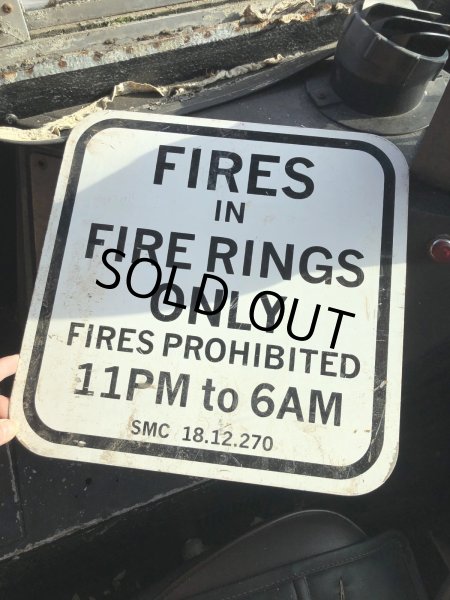 FIRES
IN
FIRE RINGS
ONLY
SOLD OUT
FIRES PROHIBITED
11PM to 6AM
SMC 18.12.270